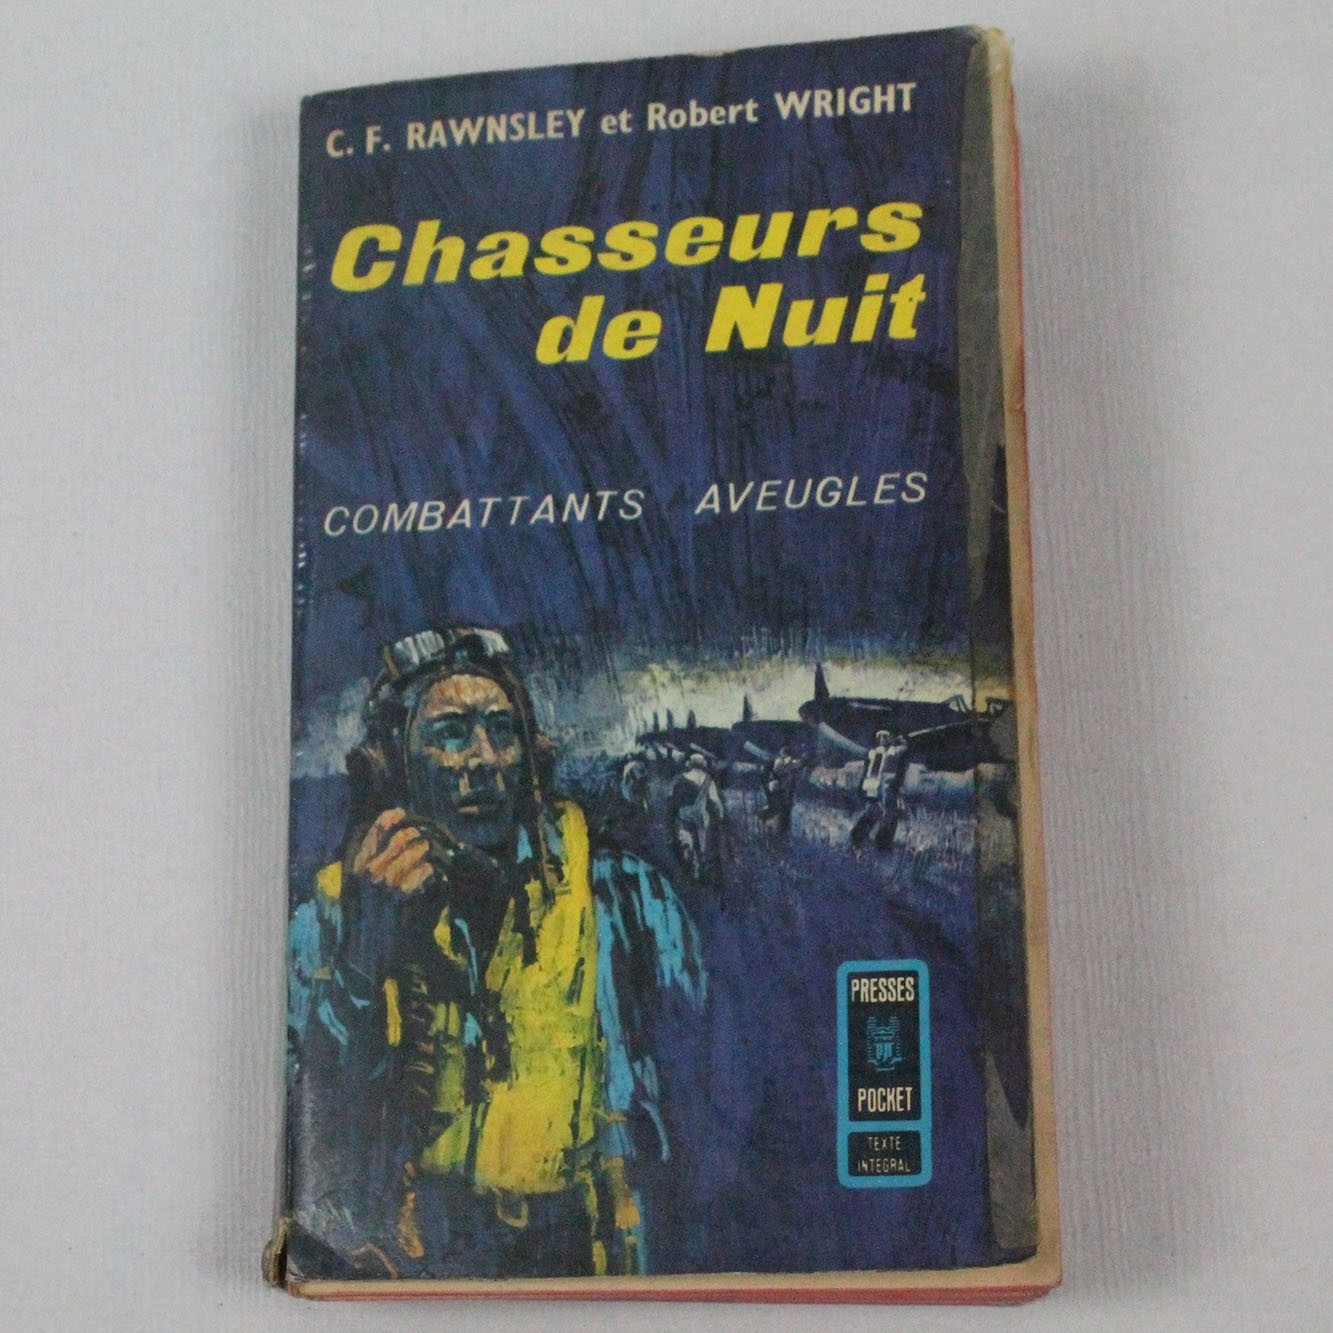 C. F. RAWNSLEY et Robert WRIGHT
Chasseurs
de Nuit
COMBATTANTS AVEUGLES
PRESSES
POCKET
TEXTE
INTEGRAL